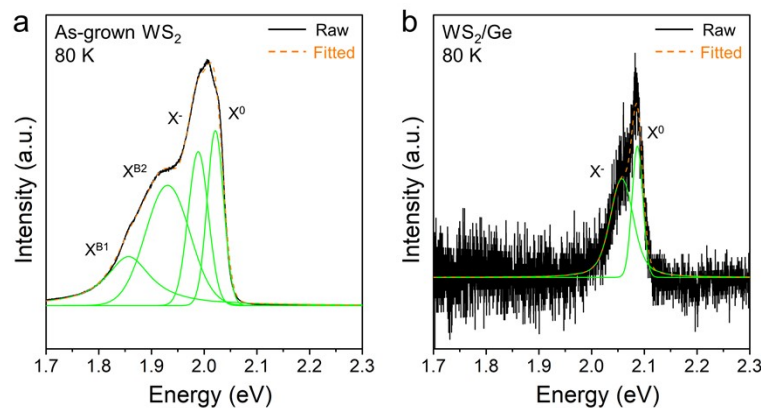 a
As-grown WS₂
80 K
Raw
Fitted
X⁰
X⁻
Xᴮ²
Xᴮ¹
Intensity (a.u.)
1.7 1.8 1.9 2.0 2.1 2.2 2.3
Energy (eV)
b
WS₂/Ge
80 K
Raw
Fitted
X⁰
X⁻
Intensity (a.u.)
1.7 1.8 1.9 2.0 2.1 2.2 2.3
Energy (eV)